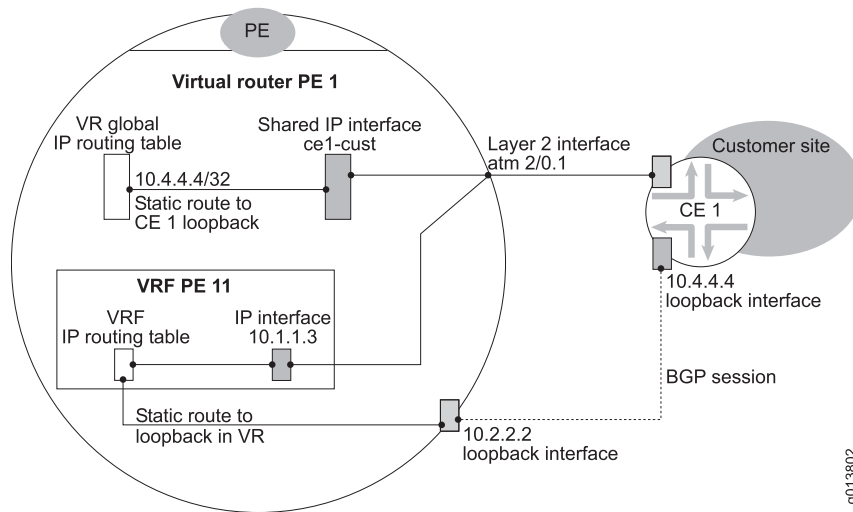 PE
Virtual router PE 1
VR global
IP routing table
Shared IP interface
ce1-cust
Layer 2 interface
atm 2/0.1
Customer site
10.4.4.4/32
Static route to
CE 1 loopback
CE 1
VRF PE 11
VRF
IP routing table
IP interface
10.1.1.3
10.4.4.4
loopback interface
BGP session
Static route to
loopback in VR
10.2.2.2
loopback interface
g013802